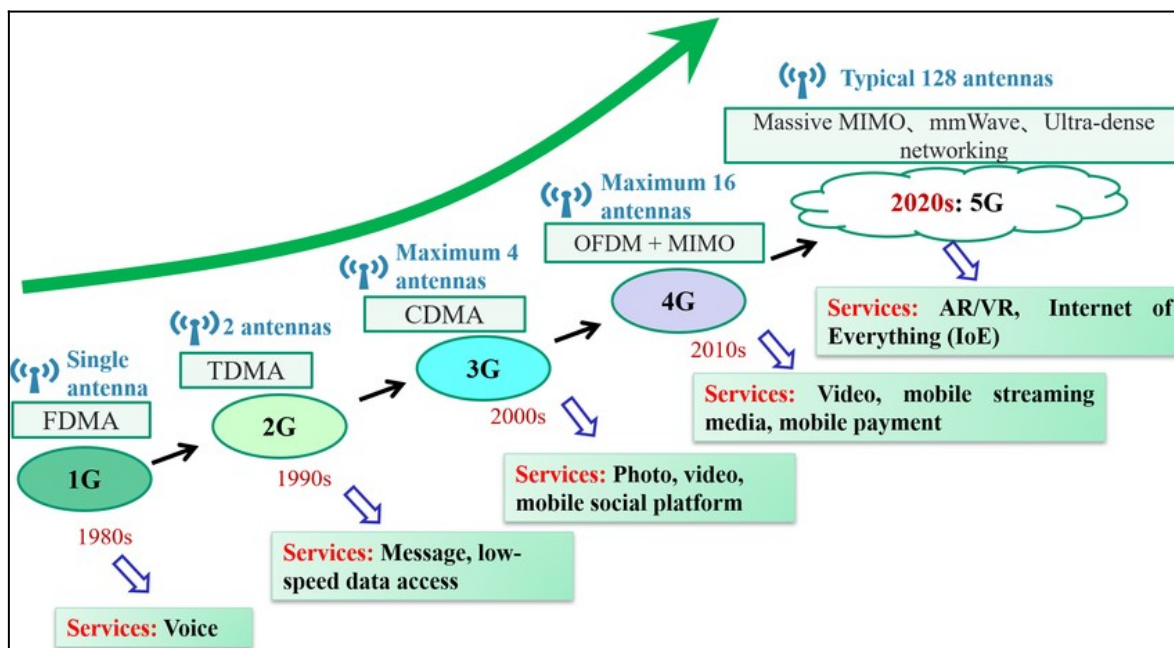 Typical 128 antennas
Massive MIMO、mmWave、Ultra-dense
networking
2020s: 5G
Services: AR/VR, Internet of
Everything (IoE)
Maximum 16
antennas
OFDM + MIMO
4G
2010s
Services: Video, mobile streaming
media, mobile payment
Maximum 4
antennas
CDMA
3G
2000s
Services: Photo, video,
mobile social platform
2 antennas
TDMA
2G
1990s
Services: Message, low-
speed data access
Single
antenna
FDMA
1G
1980s
Services: Voice